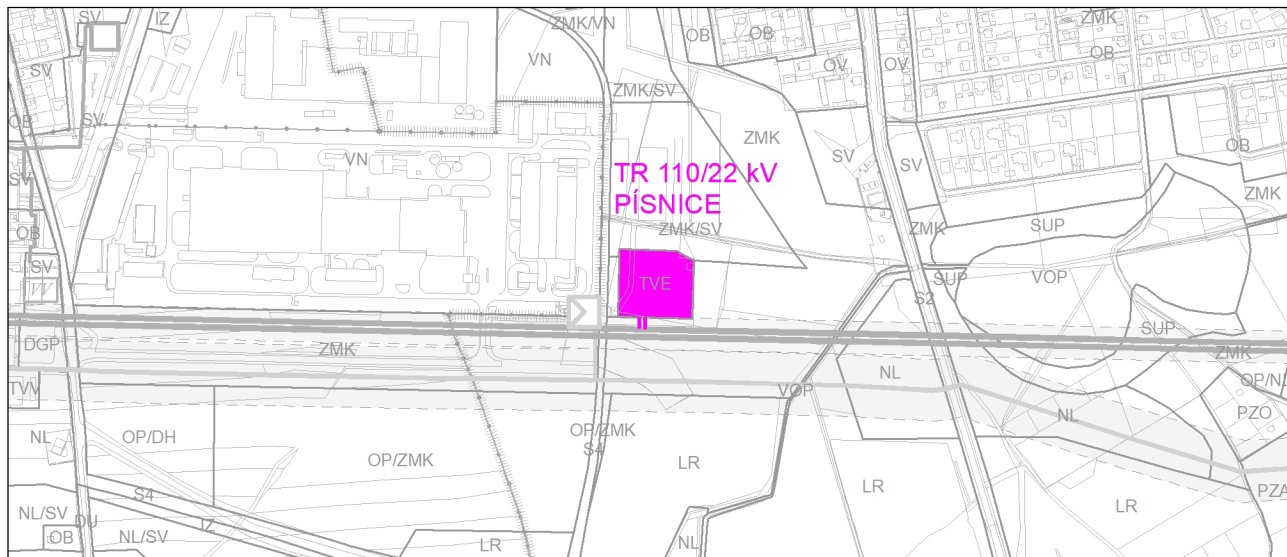 SV
IZ
ZMK/VN
OB
OB
ZMK
OB
SV
VN
OV
OV
ZMK/SV
OB
SV
ZMK
VN
SV
SV
OB
SV
TR 110/22 kV
PÍSNICE
ZMK
OB
ZMK/SV
ZMK
SUP
SV
TVE
SUP
VOP
S2
SUP
DGP
ZMK
ZMK
TVV
VOP
NL
OP/NL
NL
PZO
NL
OP/DH
OP/ZMK
S4
OP/ZMK
LR
LR
PZA
S4
NL/SV
DU
IZ
OB
NL/SV
LR
NL
LR